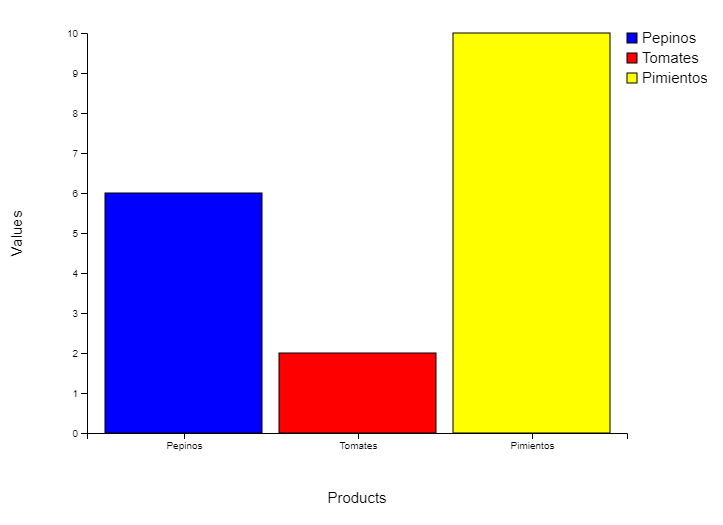 Pepinos
Tomates
Pimientos
10
9
8
7
6
5
4
3
2
1
0
Values
Pepinos
Tomates
Pimientos
Products